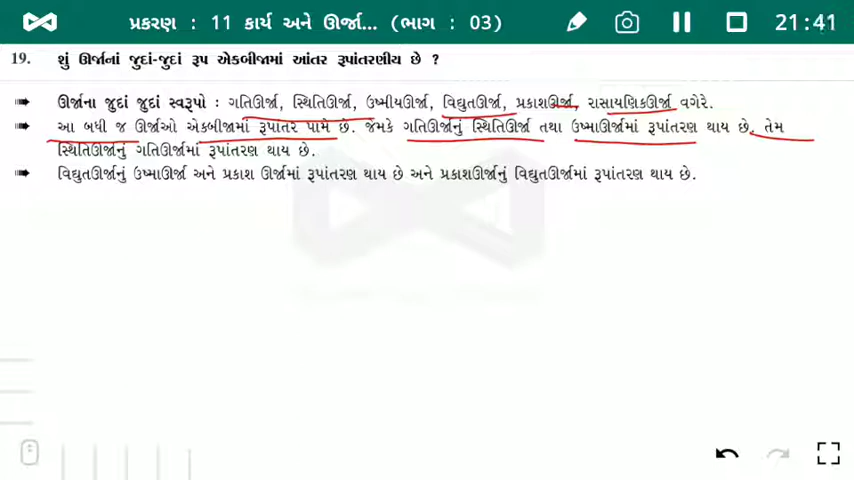 પ્રકરણ : 11 કાર્ય અને ઊર્જા... (ભાગ : 03) 21:41
19. શું ઊર્જાનાં જુદાં-જુદાં રૂપ એકબીજામાં આંતર રૂપાંતરણીય છે ?
ઊર્જાના જુદાં જુદાં સ્વરૂપો : ગતિઊર્જા, સ્થિતિઊર્જા, ઉષ્મીયઊર્જા, વિદ્યુતઊર્જા, પ્રકાશઊર્જા, રાસાયણિકઊર્જા વગેરે.
આ બધી જ ઊર્જાઓ એકબીજામાં રૂપાતર પામે છે. જેમકે ગતિઊર્જાનું સ્થિતિઊર્જા તથા ઉષ્માઊર્જામાં રૂપાંતરણ થાય છે. તેમ
સ્થિતિઊર્જાનું ગતિઊર્જામાં રૂપાંતરણ થાય છે.
વિદ્યુતઊર્જાનું ઉષ્માઊર્જા અને પ્રકાશ ઊર્જામાં રૂપાંતરણ થાય છે અને પ્રકાશઊર્જાનું વિદ્યુતઊર્જામાં રૂપાંતરણ થાય છે.